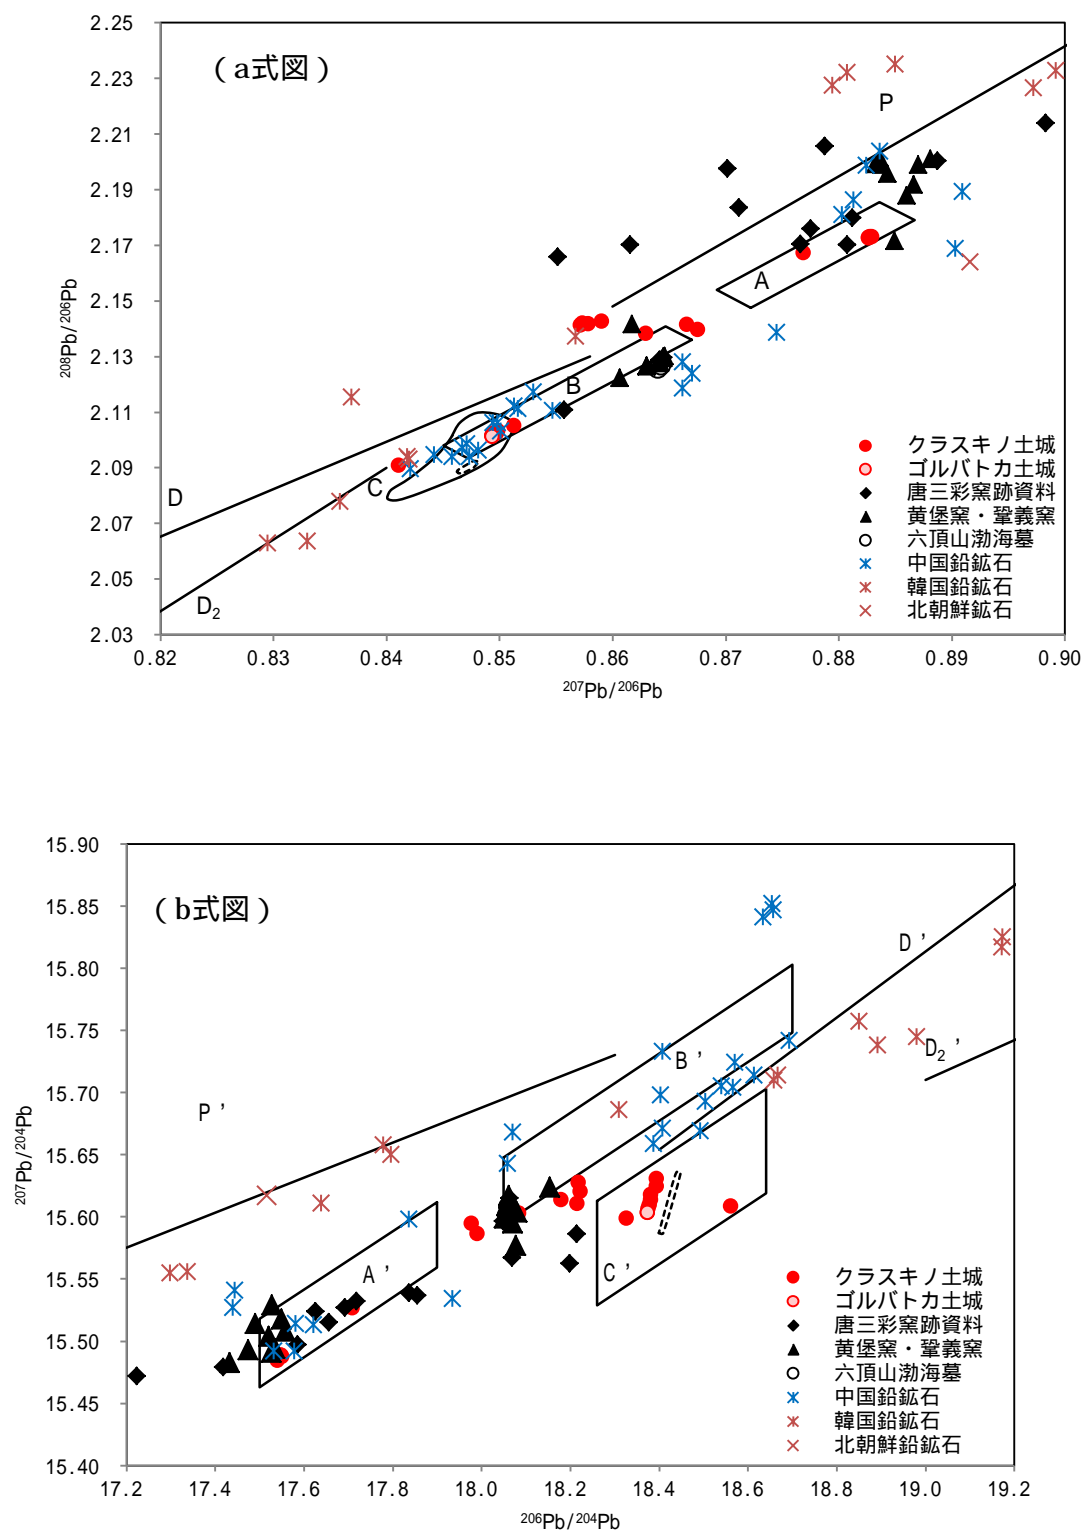 2.25
(a式図)
2.23
P
2.21
2.19
2.17
A
2.15
208Pb/206Pb
2.13
B
2.11
クラスキノ土城
ゴルバトカ土城
2.09
C
唐三彩窯跡資料
D
黄堡窯・鞏義窯
2.07
六頂山渤海墓
中国鉛鉱石
2.05
韓国鉛鉱石
D2
北朝鮮鉱石
2.03
0.82 0.83 0.84 0.85 0.86 0.87 0.88 0.89 0.90
207Pb/206Pb
15.90
(b式図)
15.85
D'
15.80
15.75
D2'
B'
15.70
P'
15.65
207Pb/204Pb
15.60
A'
C'
クラスキノ土城
15.55
ゴルバトカ土城
唐三彩窯跡資料
黄堡窯・鞏義窯
15.50
六頂山渤海墓
中国鉛鉱石
15.45
韓国鉛鉱石
北朝鮮鉛鉱石
15.40
17.2 17.4 17.6 17.8 18.0 18.2 18.4 18.6 18.8 19.0 19.2
206Pb/204Pb